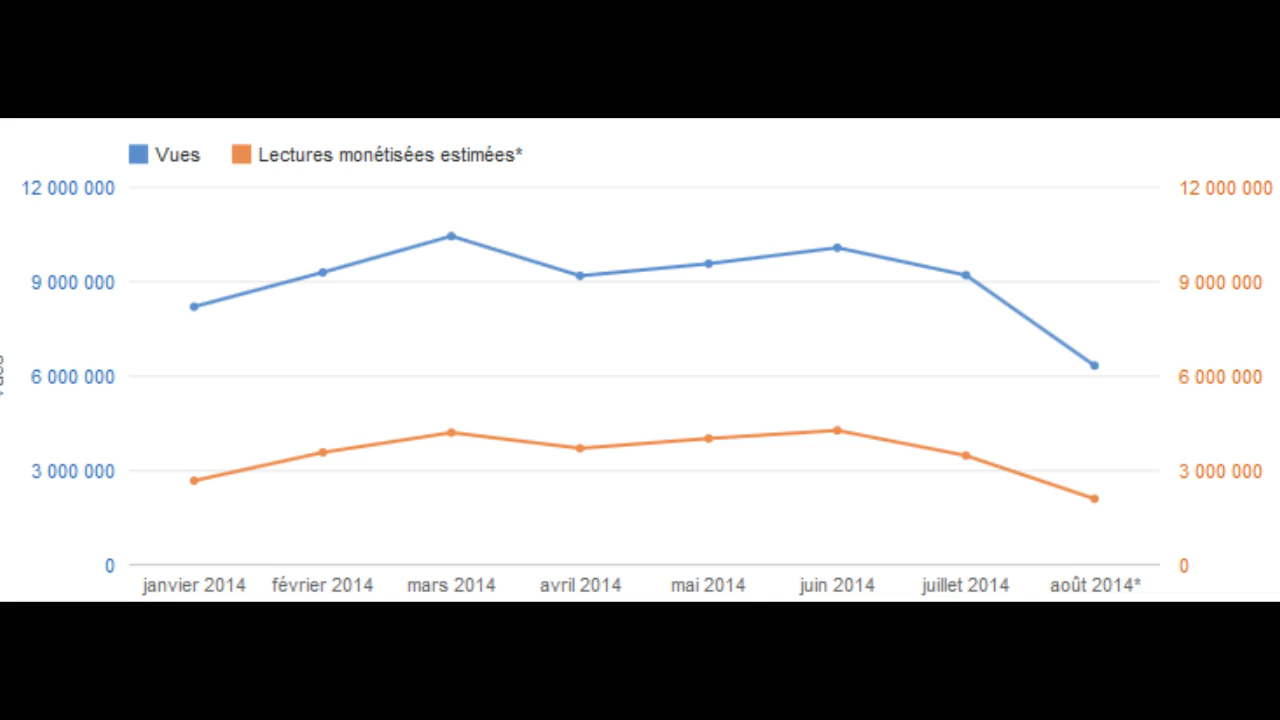 Vues Lectures monétisées estimées*
12 000 000 12 000 000
9 000 000 9 000 000
6 000 000 6 000 000
3 000 000 3 000 000
0 0
janvier 2014 février 2014 mars 2014 avril 2014 mai 2014 juin 2014 juillet 2014 août 2014*